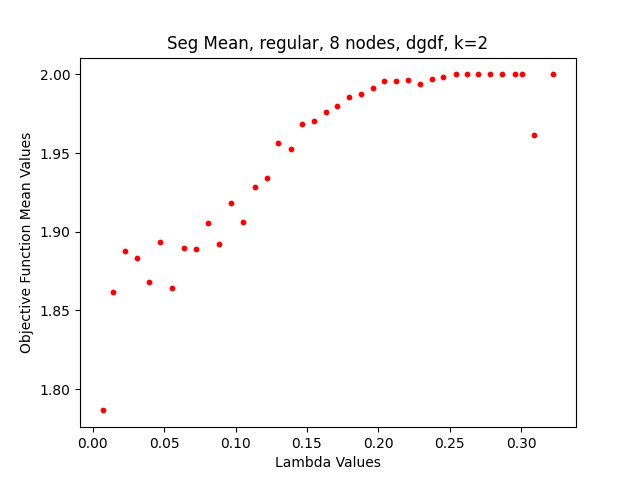 Seg Mean, regular, 8 nodes, dgdf, k=2
2.00
1.95
1.90
1.85
1.80
Objective Function Mean Values
0.00 0.05 0.10 0.15 0.20 0.25 0.30
Lambda Values